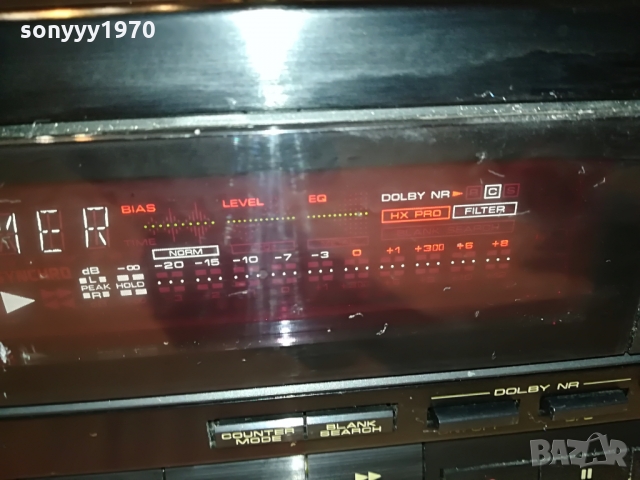 sonyyy1970
MER BIAS LEVEL EQ DOLBY NR C
HX PRO FILTER
NORM
dB -∞ -20 -15 -10 -7 -3 0 +1 +3 +6 +8
L
PEAK HOLD
R
DOLBY NR
COUNTER MODE BLANK SEARCH
BAZAR